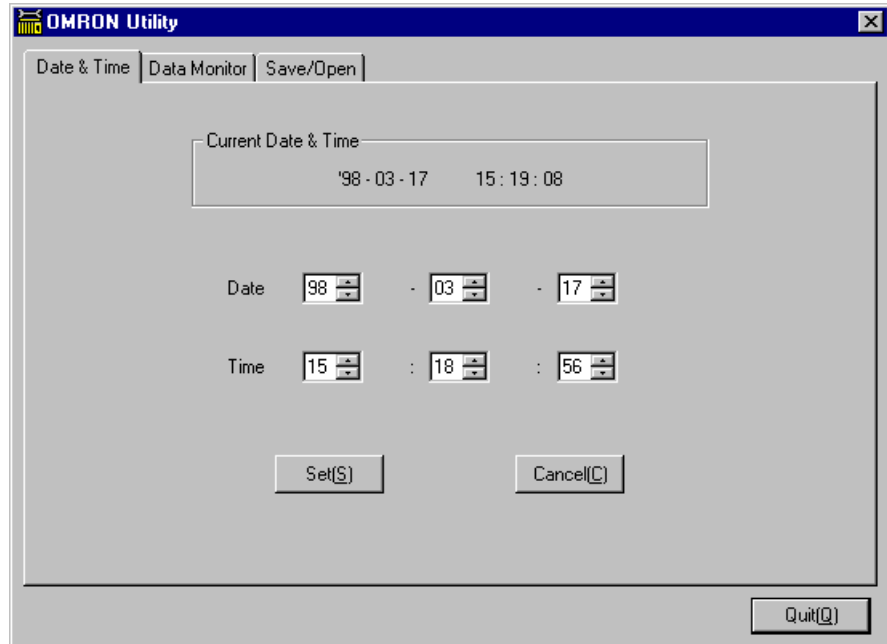 OMRON Utility
Date & Time Data Monitor Save/Open
Current Date & Time
'98 - 03 - 17 15 : 19 : 08
Date 98 - 03 - 17
Time 15 : 18 : 56
Set(S) Cancel(C)
Quit(Q)